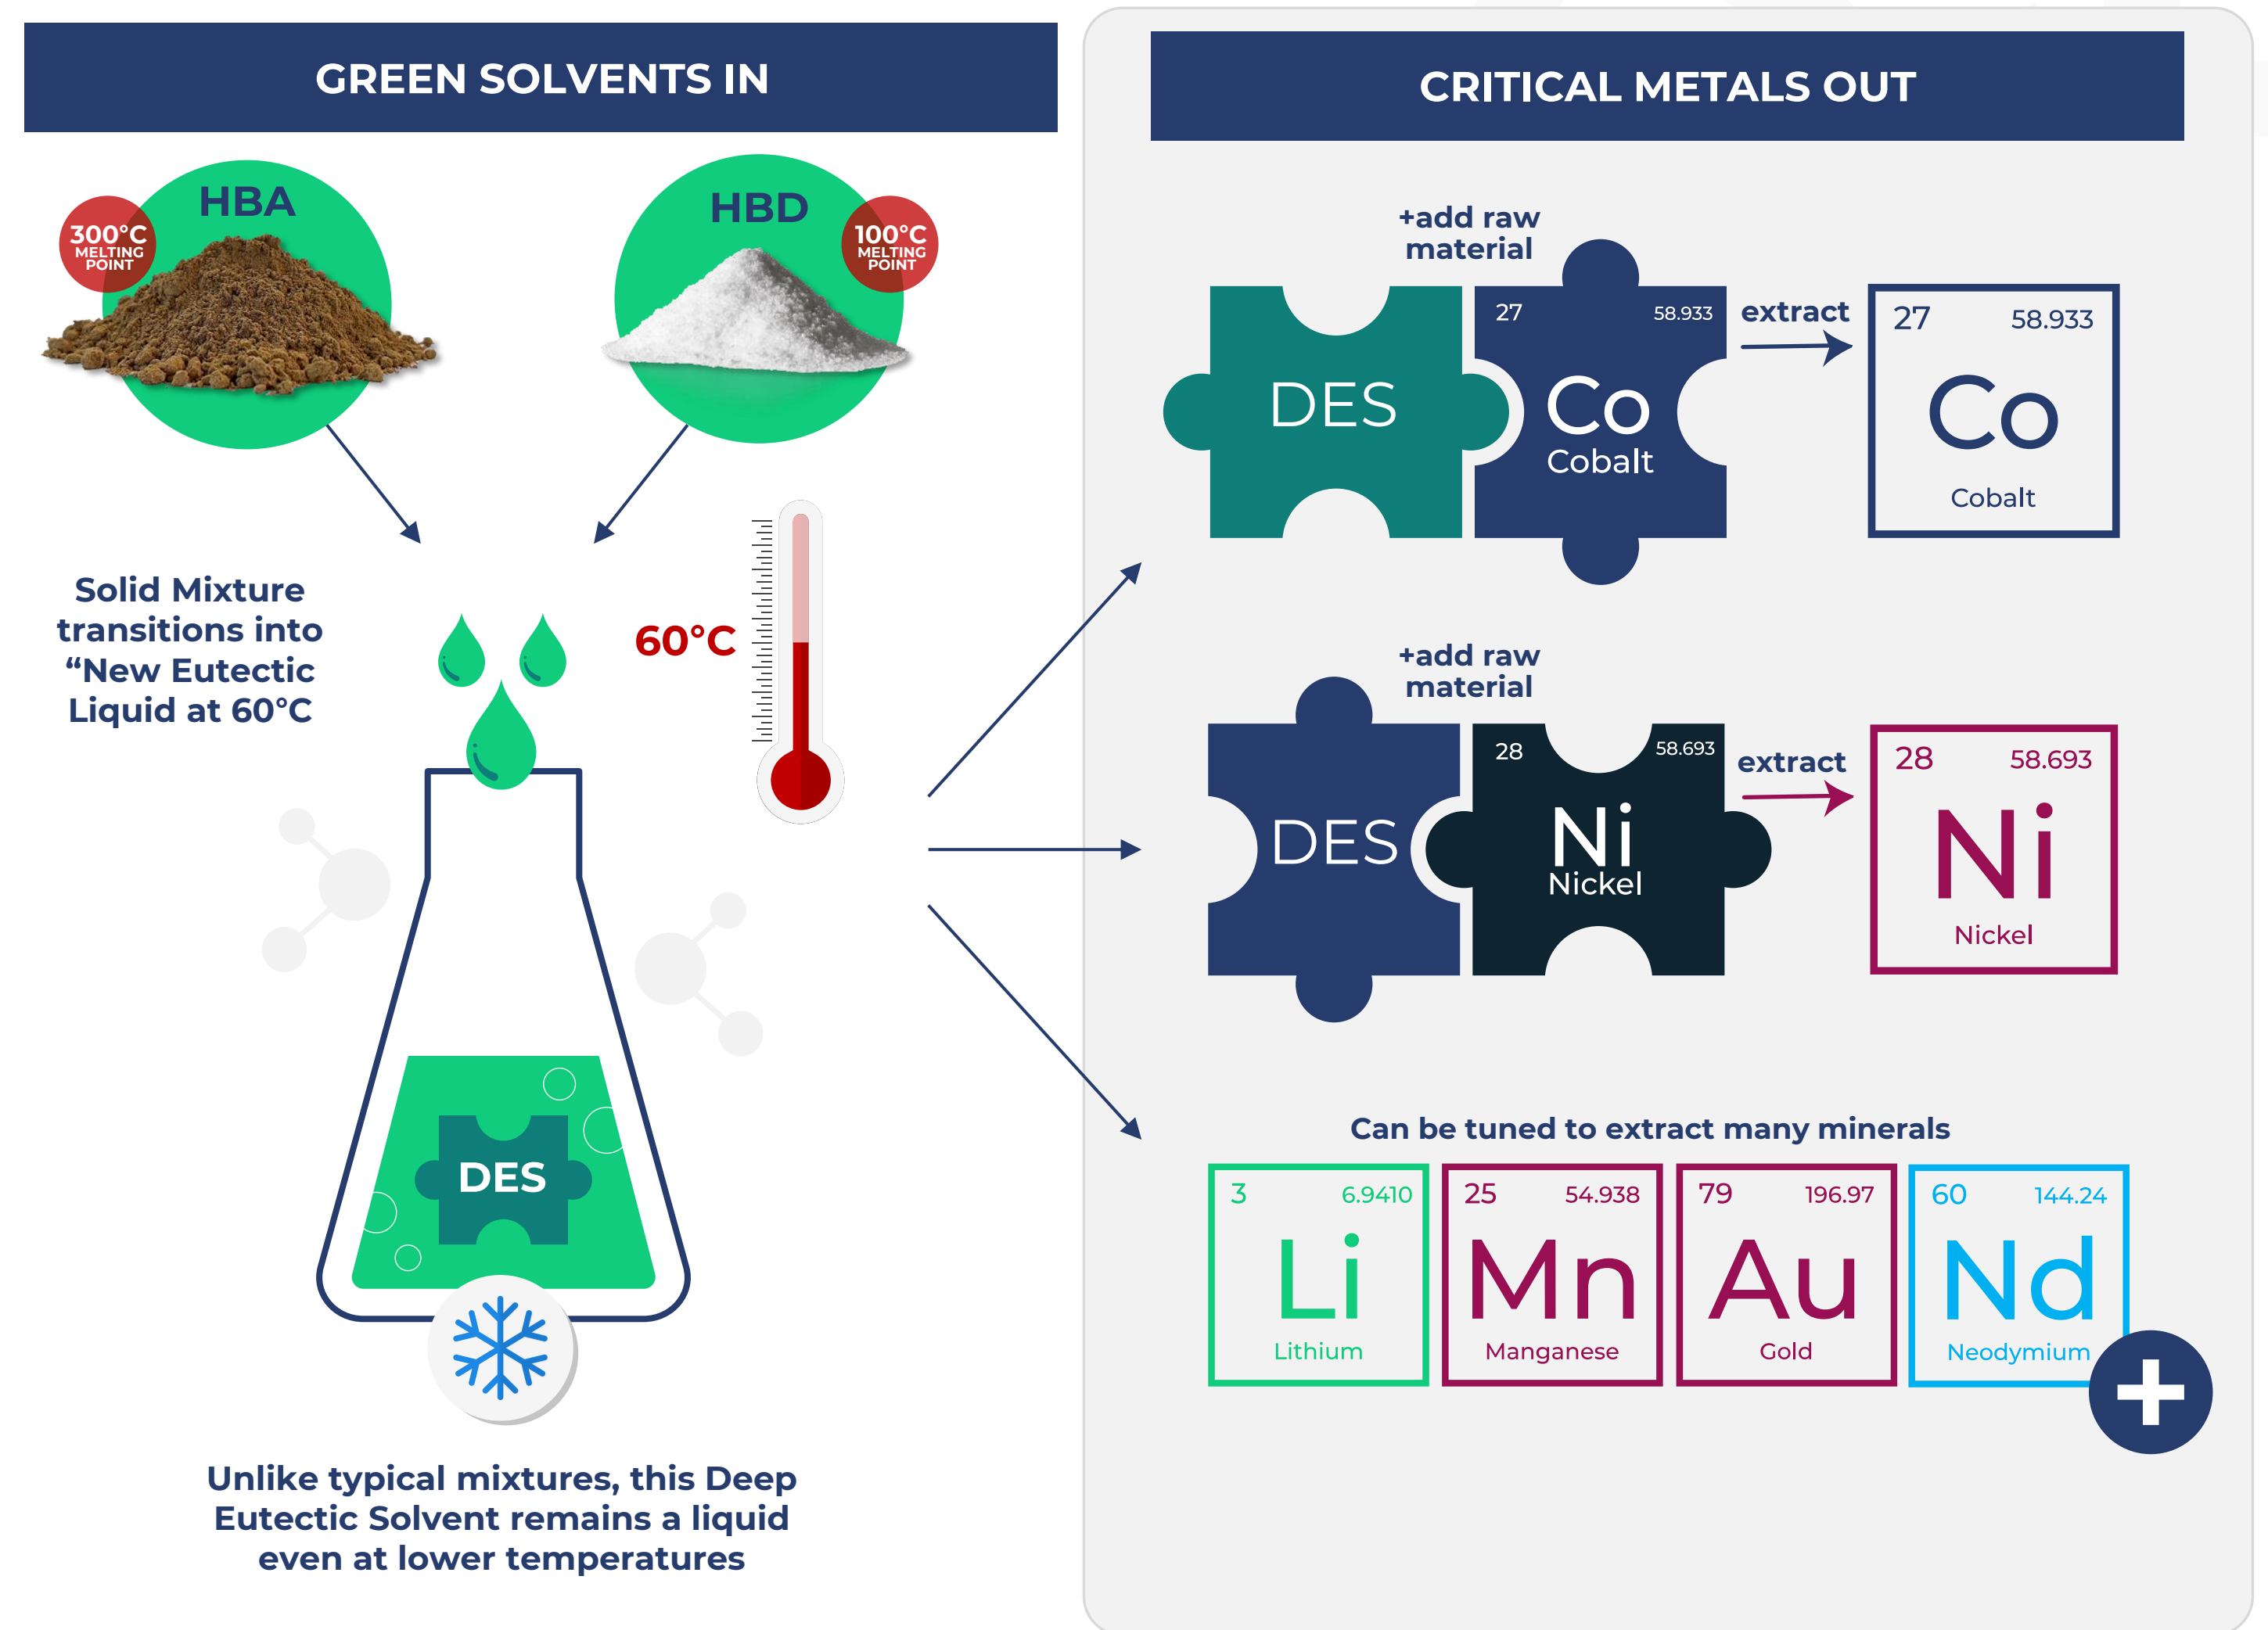 GREEN SOLVENTS IN
HBA
300°C
MELTING
POINT
HBD
100°C
MELTING
POINT
Solid Mixture
transitions into
“New Eutectic
Liquid at 60°C
60°C
DES
Unlike typical mixtures, this Deep
Eutectic Solvent remains a liquid
even at lower temperatures
CRITICAL METALS OUT
+add raw
material
DES
27 58.933
Co
Cobalt
extract
27 58.933
Co
Cobalt
+add raw
material
DES
28 58.693
Ni
Nickel
extract
28 58.693
Ni
Nickel
Can be tuned to extract many minerals
3 6.9410
Li
Lithium
25 54.938
Mn
Manganese
79 196.97
Au
Gold
60 144.24
Nd
Neodymium
+